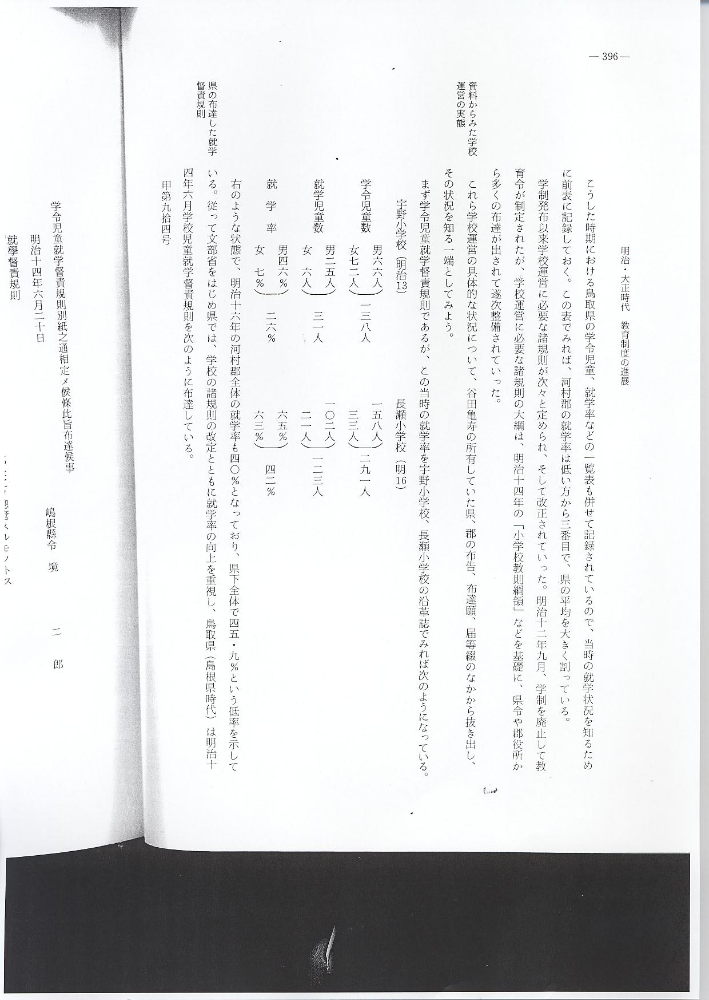 ― 396 ―
明治・大正時代　教育制度の進展
こうした時期における鳥取県の学令児童、就学率などの一覧表も併せて記録されているので、当時の就学状況を知るため
に前表に記録しておく。この表でみれば、河村郡の就学率は低い方から三番目で、県の平均を大きく割っている。
学制発布以来学校運営に必要な諸規則が次々と定められ、そして改正されていった。明治十二年九月、学制を廃止して教
育令が制定されたが、学校運営に必要な諸規則の大綱は、明治十四年の「小学校教則綱領」などを基礎に、県令や郡役所か
ら多くの布達が出されて遂次整備されていった。
資料からみた学校
運営の実態
これら学校運営の具体的な状況について、谷田亀寿の所有していた県、郡の布告、布達願、届等綴のなかから抜き出し、
その状況を知る一端としてみよう。
まず学令児童就学督責規則であるが、この当時の就学率を宇野小学校、長瀬小学校の沿革誌でみれば次のようになっている。
宇野小学校（明治13）　長瀬小学校（明16）
学令児童数　男六六人　女七二人　一三八人　一五八人　三三人　二九一人
就学児童数　男二五人　女　六人　三一人　一〇二人　二一人　一二三人
就　学　率　男四六%　女　七%　二六%　六五%　六三%　四二%
右のような状態で、明治十六年の河村郡全体の就学率も四〇%となっており、県下全体で四五・九%という低率を示して
県の布達した就学
督責規則
いる。従って文部省をはじめ県では、学校の諸規則の改定とともに就学率の向上を重視し、鳥取県（島根県時代）は明治十
四年六月学校児童就学督責規則を次のように布達している。
甲第九拾四号
学令児童就学督責規則別紙之通相定メ候條此旨布達候事
明治十四年六月二十日
嶋根縣令　境　二　郎
就學督責規則
總管スルモノトス